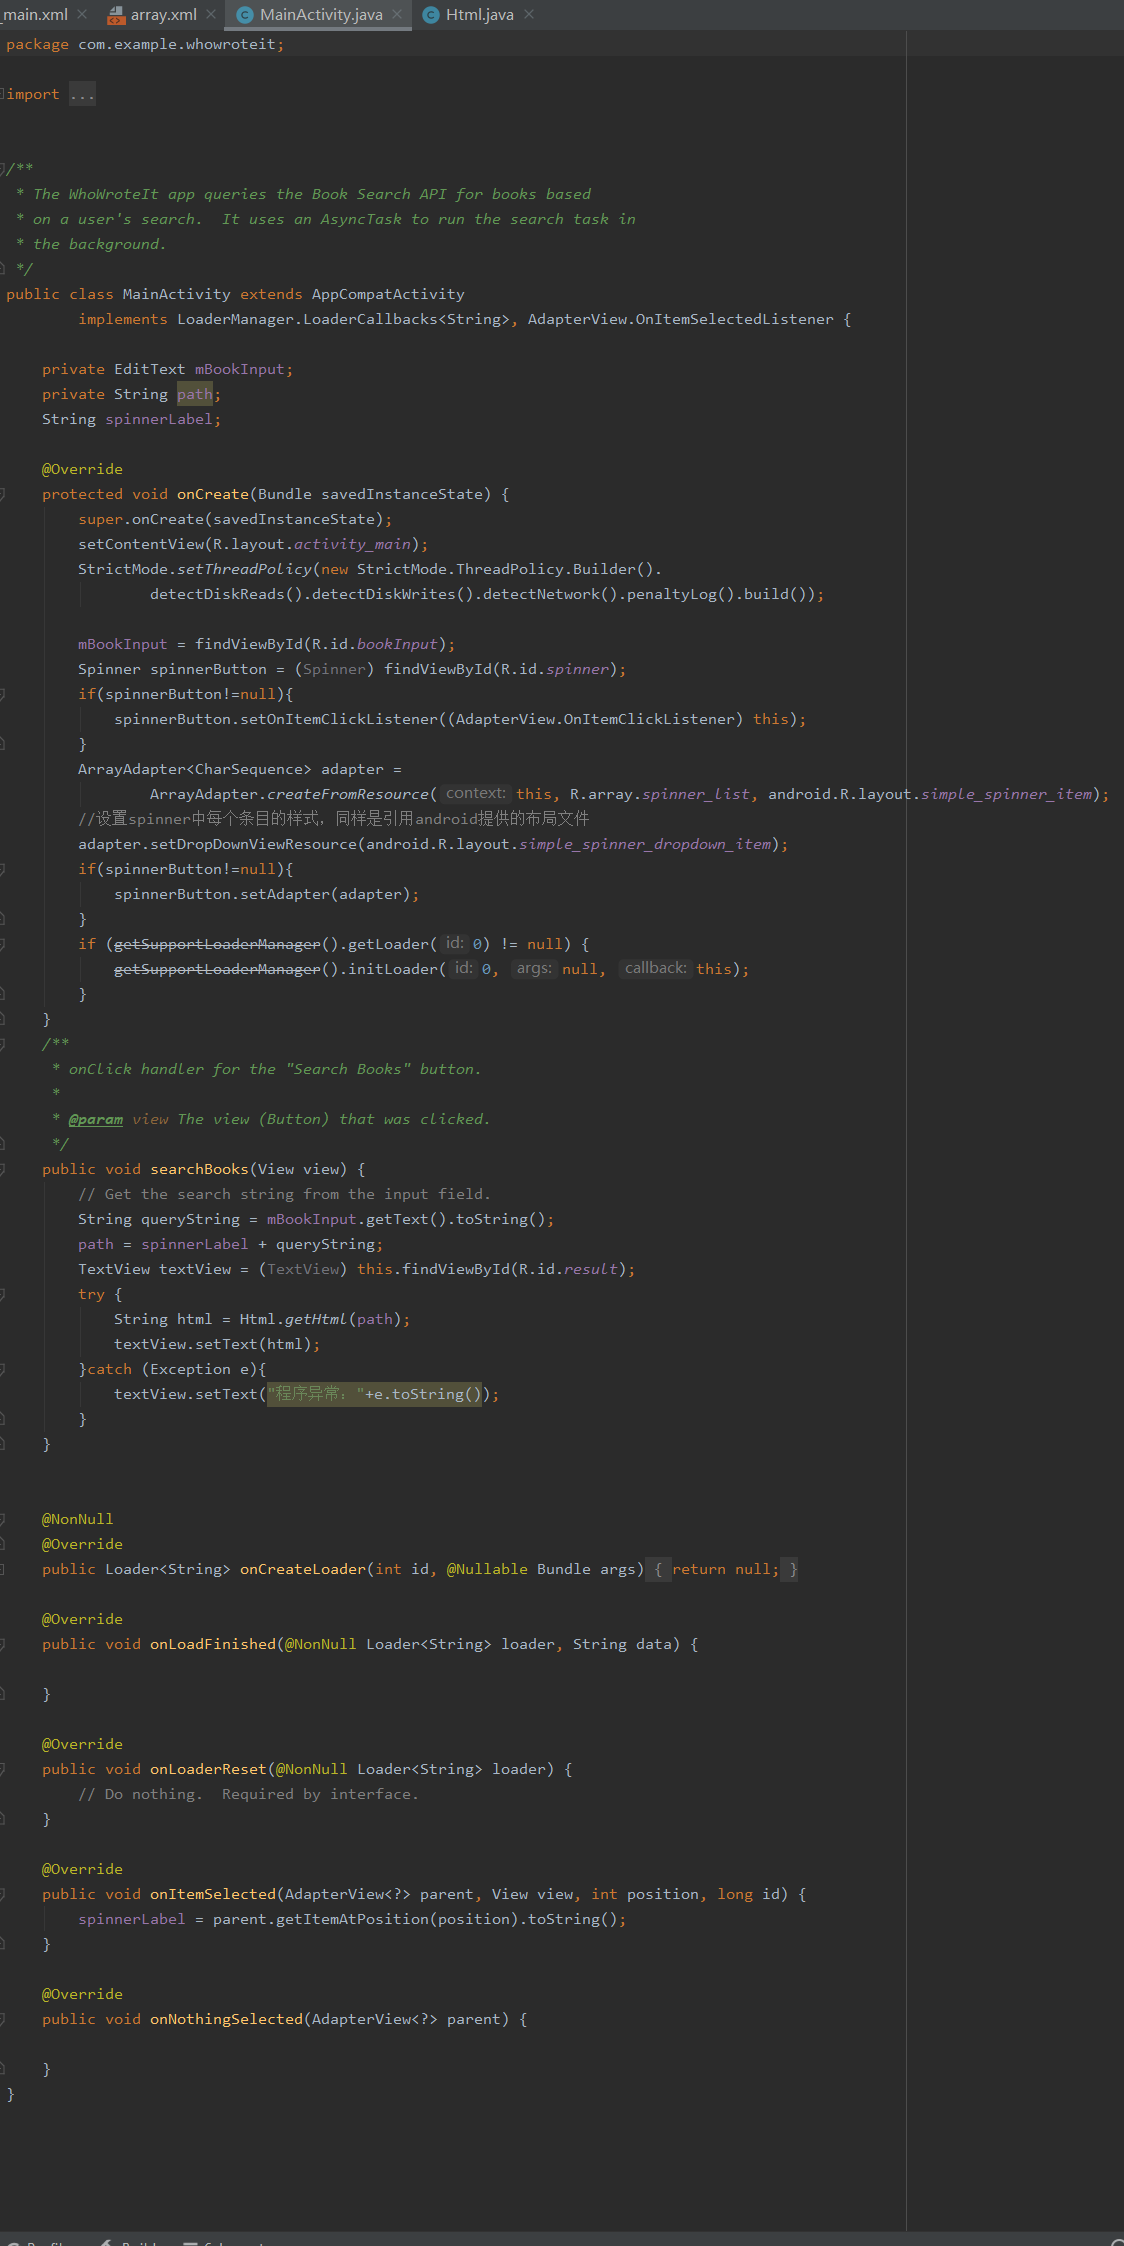 _main.xml array.xml MainActivity.java Html.java
package com.example.whowroteit;
import ...
/**
* The WhoWroteIt app queries the Book Search API for books based
* on a user's search.  It uses an AsyncTask to run the search task in
* the background.
*/
public class MainActivity extends AppCompatActivity
implements LoaderManager.LoaderCallbacks<String>, AdapterView.OnItemSelectedListener {
private EditText mBookInput;
private String path;
String spinnerLabel;
@Override
protected void onCreate(Bundle savedInstanceState) {
super.onCreate(savedInstanceState);
setContentView(R.layout.activity_main);
StrictMode.setThreadPolicy(new StrictMode.ThreadPolicy.Builder().
detectDiskReads().detectDiskWrites().detectNetwork().penaltyLog().build());
mBookInput = findViewById(R.id.bookInput);
Spinner spinnerButton = (Spinner) findViewById(R.id.spinner);
if(spinnerButton!=null){
spinnerButton.setOnItemClickListener((AdapterView.OnItemClickListener) this);
}
ArrayAdapter<CharSequence> adapter =
ArrayAdapter.createFromResource( context: this, R.array.spinner_list, android.R.layout.simple_spinner_item);
//设置spinner中每个条目的样式，同样是引用android提供的布局文件
adapter.setDropDownViewResource(android.R.layout.simple_spinner_dropdown_item);
if(spinnerButton!=null){
spinnerButton.setAdapter(adapter);
}
if (getSupportLoaderManager().getLoader( id: 0) != null) {
getSupportLoaderManager().initLoader( id: 0, args: null, callback: this);
}
}
/**
* onClick handler for the "Search Books" button.
*
* @param view The view (Button) that was clicked.
*/
public void searchBooks(View view) {
// Get the search string from the input field.
String queryString = mBookInput.getText().toString();
path = spinnerLabel + queryString;
TextView textView = (TextView) this.findViewById(R.id.result);
try {
String html = Html.getHtml(path);
textView.setText(html);
}catch (Exception e){
textView.setText("程序异常："+e.toString());
}
}
@NonNull
@Override
public Loader<String> onCreateLoader(int id, @Nullable Bundle args) { return null; }
@Override
public void onLoadFinished(@NonNull Loader<String> loader, String data) {
}
@Override
public void onLoaderReset(@NonNull Loader<String> loader) {
// Do nothing.  Required by interface.
}
@Override
public void onItemSelected(AdapterView<?> parent, View view, int position, long id) {
spinnerLabel = parent.getItemAtPosition(position).toString();
}
@Override
public void onNothingSelected(AdapterView<?> parent) {
}
}